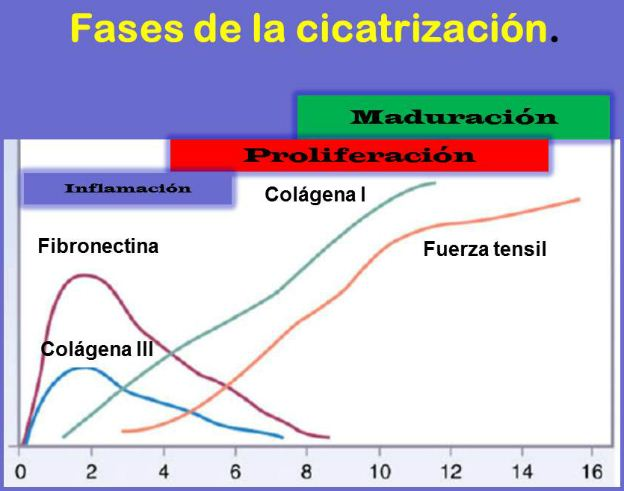 Fases de la cicatrización.
Maduración
Proliferación
Inflamación
Colágena I
Fibronectina
Fuerza tensil
Colágena III
0 2 4 6 8 10 12 14 16